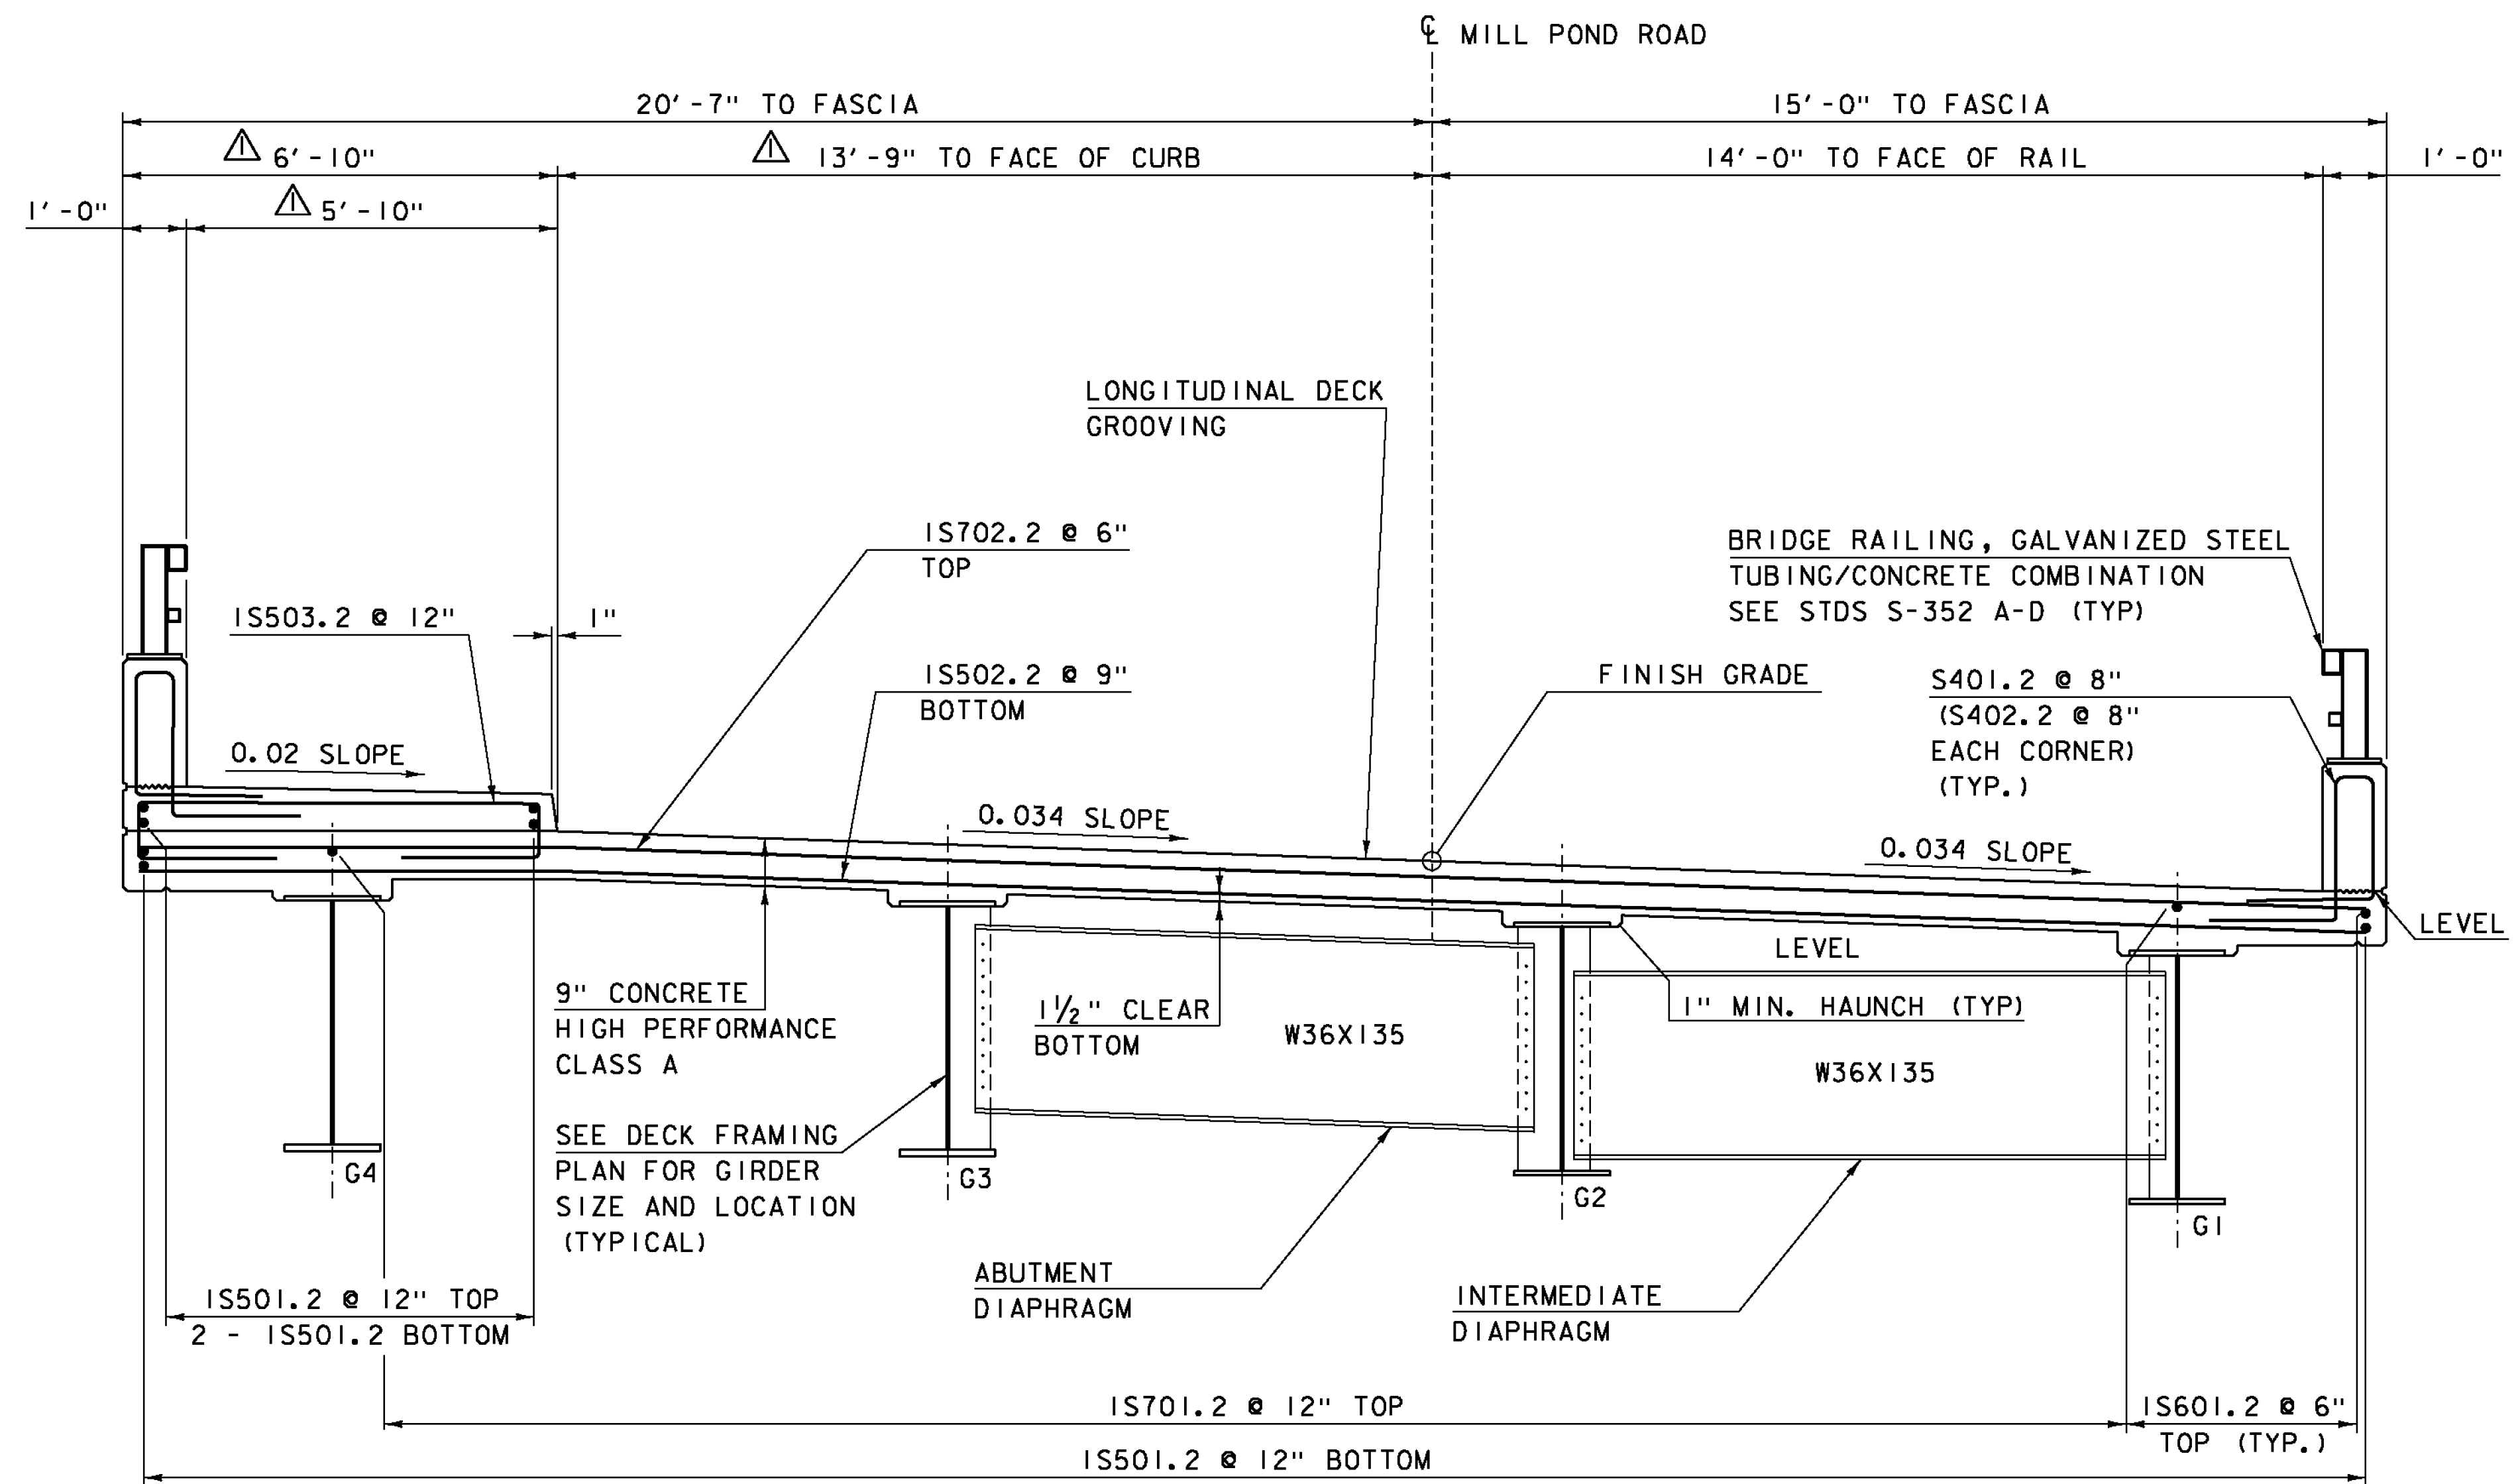 ℄ MILL POND ROAD
20'-7" TO FASCIA
15'-0" TO FASCIA
1 6'-10"
1 13'-9" TO FACE OF CURB
14'-0" TO FACE OF RAIL
1'-0"
1'-0"
1 5'-10"
LONGITUDINAL DECK
GROOVING
1S702.2 @ 6"
TOP
BRIDGE RAILING, GALVANIZED STEEL
TUBING/CONCRETE COMBINATION
SEE STDS S-352 A-D (TYP)
1S503.2 @ 12"
1"
1S502.2 @ 9"
BOTTOM
FINISH GRADE
S401.2 @ 8"
(S402.2 @ 8"
EACH CORNER)
(TYP.)
0.02 SLOPE
0.034 SLOPE
0.034 SLOPE
LEVEL
LEVEL
9" CONCRETE
HIGH PERFORMANCE
CLASS A
1½" CLEAR
BOTTOM
W36X135
1" MIN. HAUNCH (TYP)
W36X135
SEE DECK FRAMING
PLAN FOR GIRDER
SIZE AND LOCATION
(TYPICAL)
G4
G3
G2
G1
ABUTMENT
DIAPHRAGM
INTERMEDIATE
DIAPHRAGM
1S501.2 @ 12" TOP
2 - 1S501.2 BOTTOM
1S701.2 @ 12" TOP
1S601.2 @ 6"
TOP (TYP.)
1S501.2 @ 12" BOTTOM